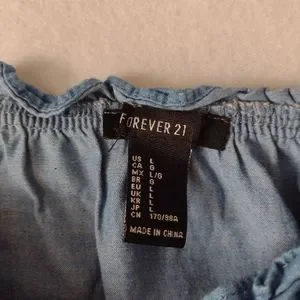 FOREVER 21
US L
CA G
MX L/G
BR G
EU L
UK L
KR L
JP L
CN 170/98A
MADE IN CHINA